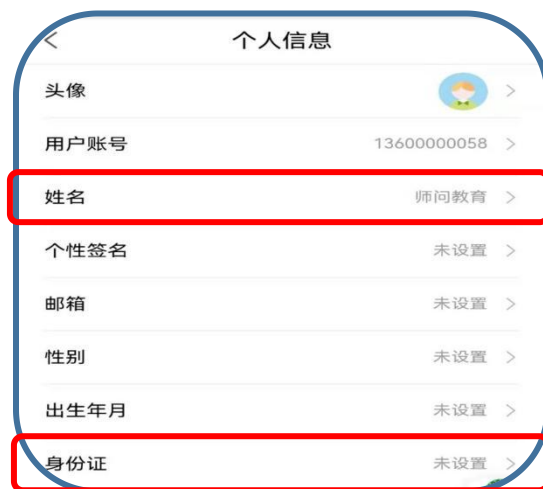 个人信息
头像
用户账号 13600000058
姓名 师问教育
个性签名 未设置
邮箱 未设置
性别 未设置
出生年月 未设置
身份证 未设置